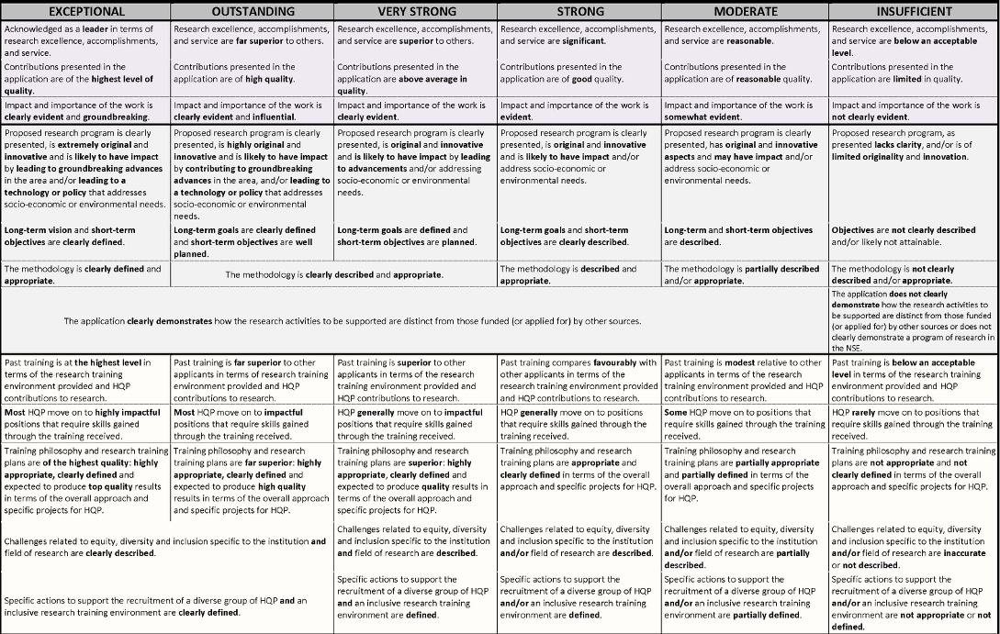 EXCEPTIONAL
OUTSTANDING
VERY STRONG
STRONG
MODERATE
INSUFFICIENT
Acknowledged as a leader in terms of
research excellence, accomplishments,
and service.
Research excellence, accomplishments,
and service are far superior to others.
Research excellence, accomplishments,
and service are superior to others.
Research excellence, accomplishments,
and service are significant.
Research excellence, accomplishments,
and service are reasonable.
Research excellence, accomplishments,
and service are below an acceptable
level.
Contributions presented in the
application are of the highest level of
quality.
Contributions presented in the
application are of high quality.
Contributions presented in the
application are above average in
quality.
Contributions presented in the
application are of good quality.
Contributions presented in the
application are of reasonable quality.
Contributions presented in the
application are limited in quality.
Impact and importance of the work is
clearly evident and groundbreaking.
Impact and importance of the work is
clearly evident and influential.
Impact and importance of the work is
clearly evident.
Impact and importance of the work is
evident.
Impact and importance of the work is
somewhat evident.
Impact and importance of the work is
not clearly evident.
Proposed research program is clearly
presented, is extremely original and
innovative and is likely to have impact
by leading to groundbreaking advances
in the area and/or leading to a
technology or policy that addresses
socio-economic or environmental needs.
Proposed research program is clearly
presented, is highly original and
innovative and is likely to have impact
by contributing to groundbreaking
advances in the area, and/or leading to
a technology or policy that addresses
socio-economic or environmental
needs.
Proposed research program is clearly
presented, is original and innovative
and is likely to have impact by leading
to advancements and/or addressing
socio-economic or environmental
needs.
Proposed research program is clearly
presented, is original and innovative
and is likely to have impact and/or
address socio-economic or
environmental needs.
Proposed research program is clearly
presented, has original and innovative
aspects and may have impact and/or
address socio-economic or
environmental needs.
Proposed research program, as
presented lacks clarity, and/or is of
limited originality and innovation.
Long-term vision and short-term
objectives are clearly defined.
Long-term goals are clearly defined
and short-term objectives are well
planned.
Long-term goals are defined and
short-term objectives are planned.
Long-term goals and short-term
objectives are clearly described.
Long-term and short-term objectives
are described.
Objectives are not clearly described
and/or likely not attainable.
The methodology is clearly defined and
appropriate.
The methodology is clearly described and appropriate.
The methodology is described and
appropriate.
The methodology is partially described
and/or appropriate.
The methodology is not clearly
described and/or appropriate.
The application clearly demonstrates how the research activities to be supported are distinct from those funded (or applied for) by other sources.
The application does not clearly
demonstrate how the research activities to
be supported are distinct from those funded
(or applied for) by other sources or does not
clearly demonstrate a program of research in
the NSE.
Past training is at the highest level in
terms of the research training
environment provided and HQP
contributions to research.
Past training is far superior to other
applicants in terms of research training
environment provided and HQP
contributions to research.
Past training is superior to other
applicants in terms of the research
training environment provided and
HQP contributions to research.
Past training compares favourably with
other applicants in terms of the
research training environment provided
and HQP contributions to research.
Past training is modest relative to other
applicants in terms of the research
training environment provided and
HQP contributions to research.
Past training is below an acceptable
level in terms of the research training
environment provided and HQP
contributions to research.
Most HQP move on to highly impactful
positions that require skills gained
through the training received.
Most HQP move on to impactful
positions that require skills gained
through the training received.
HQP generally move on to impactful
positions that require skills gained
through the training received.
HQP generally move on to positions
that require skills gained through the
training received.
Some HQP move on to positions that
require skills gained through the training
received.
HQP rarely move on to positions that
require skills gained through the training
received.
Training philosophy and research training
plans are of the highest quality: highly
appropriate, clearly defined and
expected to produce top quality results
in terms of the overall approach and
specific projects for HQP.
Training philosophy and research
training plans are far superior: highly
appropriate, clearly defined and
expected to produce high quality
results in terms of the overall approach
and specific projects for HQP.
Training philosophy and research
training plans are superior: highly
appropriate, clearly defined and
expected to produce quality results in
terms of the overall approach and
specific projects for HQP.
Training philosophy and research
training plans are appropriate and
clearly defined in terms of the overall
approach and specific projects for HQP.
Training philosophy and research
training plans are partially appropriate
and partially defined in terms of the
overall approach and specific projects
for HQP.
Training philosophy and research training
plans are not appropriate and not
clearly defined in terms of the overall
approach and specific projects for HQP.
Challenges related to equity, diversity and inclusion specific to the institution and
field of research are clearly described.
Challenges related to equity, diversity
and inclusion specific to the institution
and field of research are described.
Challenges related to equity, diversity
and inclusion specific to the institution
and/or field of research are described.
Challenges related to equity, diversity
and inclusion specific to the institution
and/or field of research are partially
described.
Challenges related to equity, diversity
and inclusion specific to the institution
and/or field of research are inaccurate
or not described.
Specific actions to support the recruitment of a diverse group of HQP and an
inclusive research training environment are clearly defined.
Specific actions to support the
recruitment of a diverse group of HQP
and an inclusive research training
environment are defined.
Specific actions to support the
recruitment of a diverse group of HQP
and/or an inclusive research training
environment are defined.
Specific actions to support the
recruitment of a diverse group of HQP
and/or an inclusive research training
environment are partially defined.
Specific actions to support the
recruitment of a diverse group of HQP
and/or an inclusive research training
environment are not appropriate or not
defined.